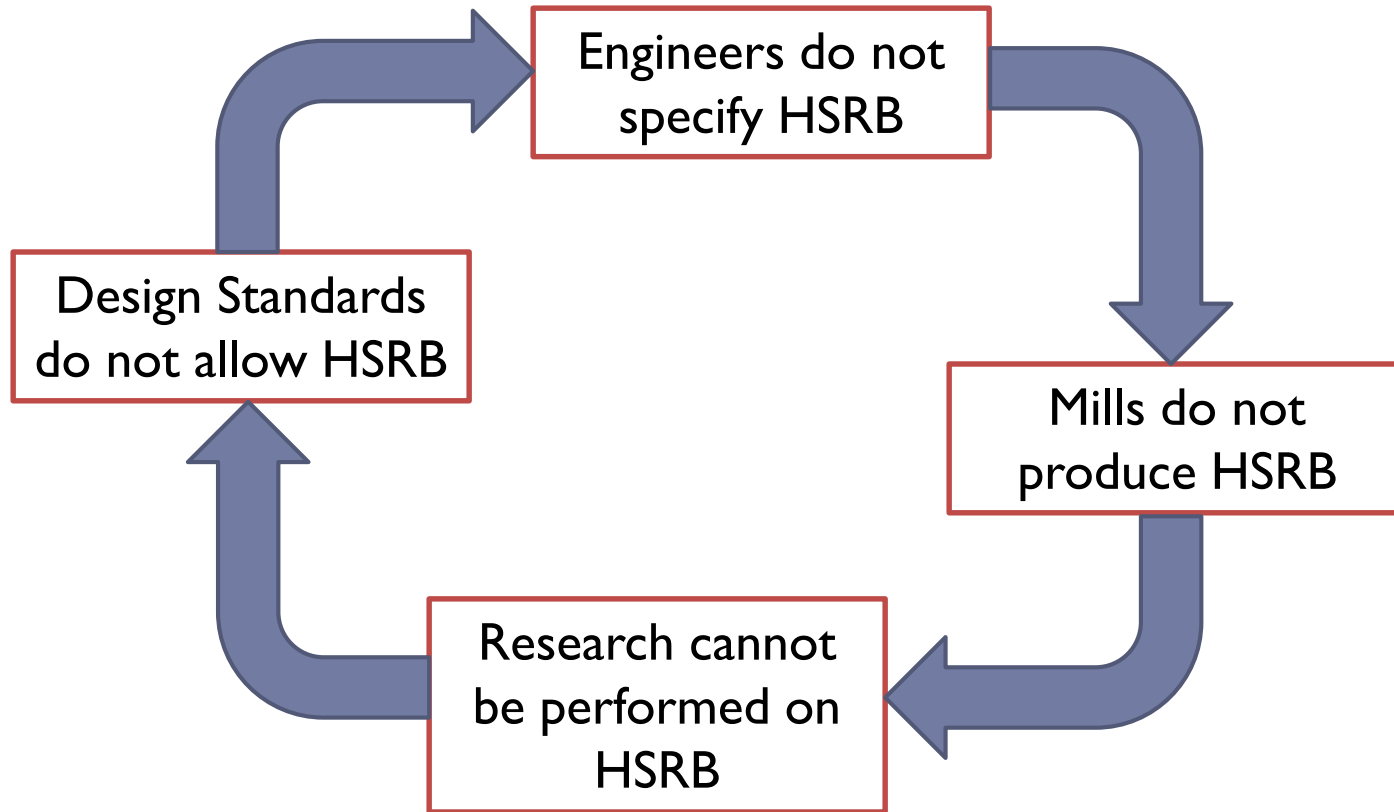 Engineers do not
specify HSRB
Design Standards
do not allow HSRB
Mills do not
produce HSRB
Research cannot
be performed on
HSRB